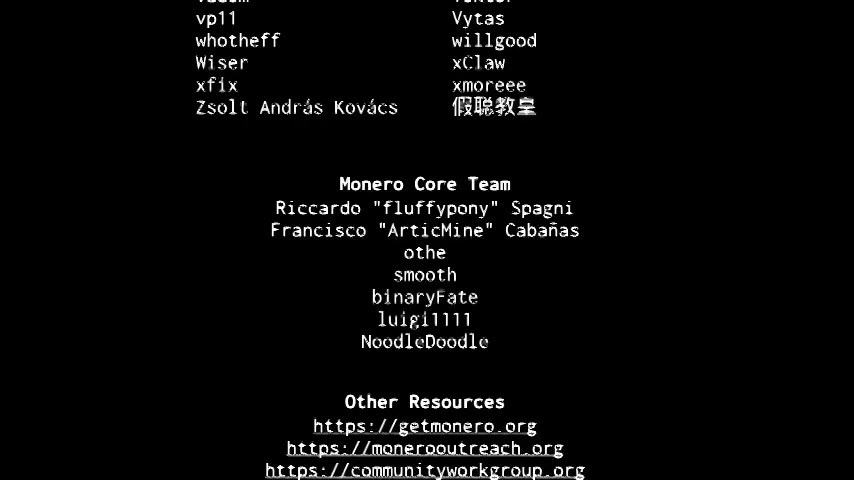 vp11 Vytas
whotheff willgood
Wiser xClaw
xfix xmoreee
Zsolt András Kovács 假聪教皇
Monero Core Team
Riccardo "fluffypony" Spagni
Francisco "ArticMine" Cabañas
othe
smooth
binaryFate
luigi1111
NoodleDoodle
Other Resources
https://getmonero.org
https://monerooutreach.org
https://communityworkgroup.org